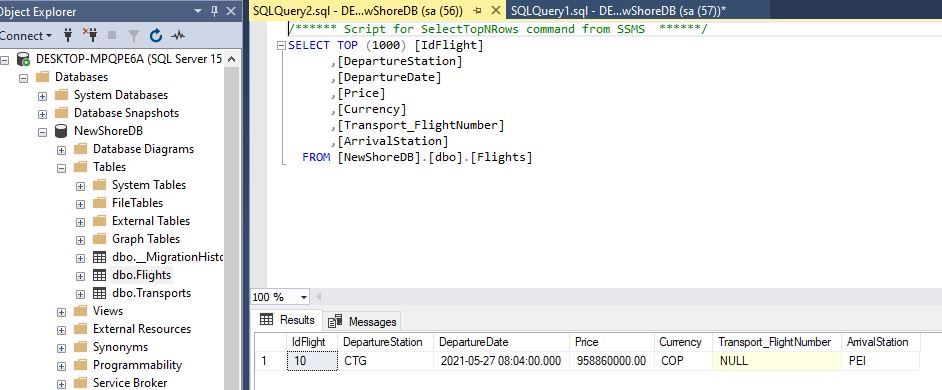 Object Explorer
Connect
DESKTOP-MPQPE6A (SQL Server 15
Databases
System Databases
Database Snapshots
NewShoreDB
Database Diagrams
Tables
System Tables
FileTables
External Tables
Graph Tables
dbo.__MigrationHisto
dbo.Flights
dbo.Transports
Views
External Resources
Synonyms
Programmability
Service Broker
SQLQuery2.sql - DE...wShoreDB (sa (56))
SQLQuery1.sql - DE...wShoreDB (sa (57))*
/****** Script for SelectTopNRows command from SSMS ******/
SELECT TOP (1000) [IdFlight]
,[DepartureStation]
,[DepartureDate]
,[Price]
,[Currency]
,[Transport_FlightNumber]
,[ArrivalStation]
FROM [NewShoreDB].[dbo].[Flights]
100 %
Results Messages
IdFlight DepartureStation DepartureDate Price Currency Transport_FlightNumber ArrivalStation
1 10 CTG 2021-05-27 08:04:00.000 958860000.00 COP NULL PEI